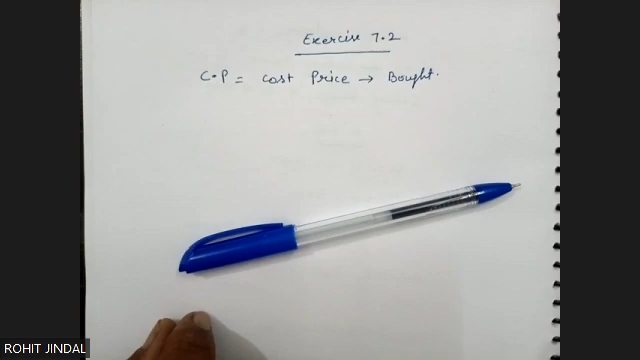 Exercise 7.2
C.P = Cost Price → Bought.
ROHIT JINDAL